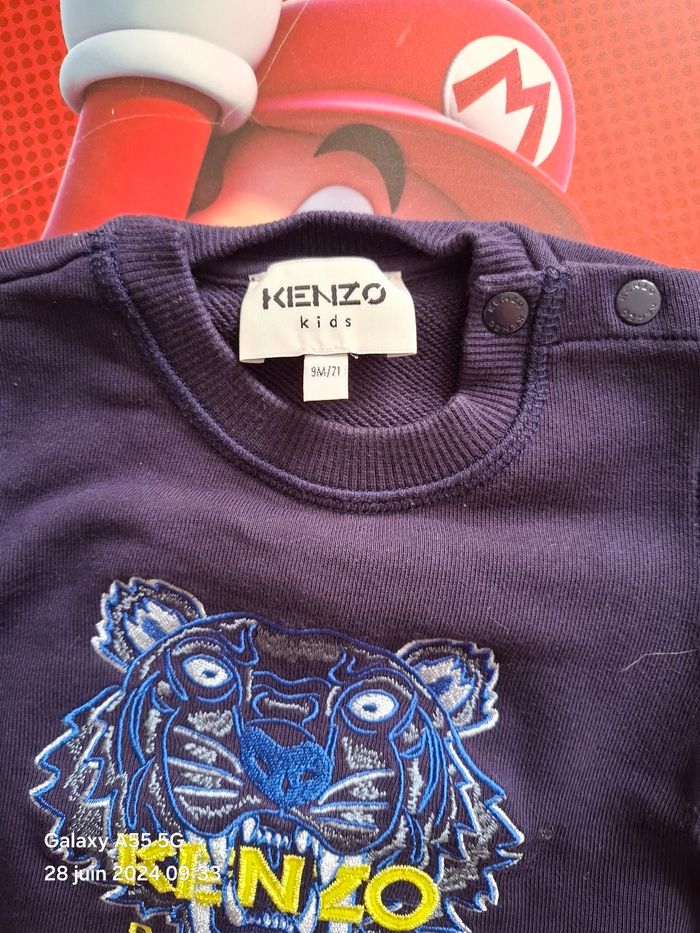 M
KENZO
kids
9M/71
KENZO
Galaxy A55 5G
28 juin 2024 09:33